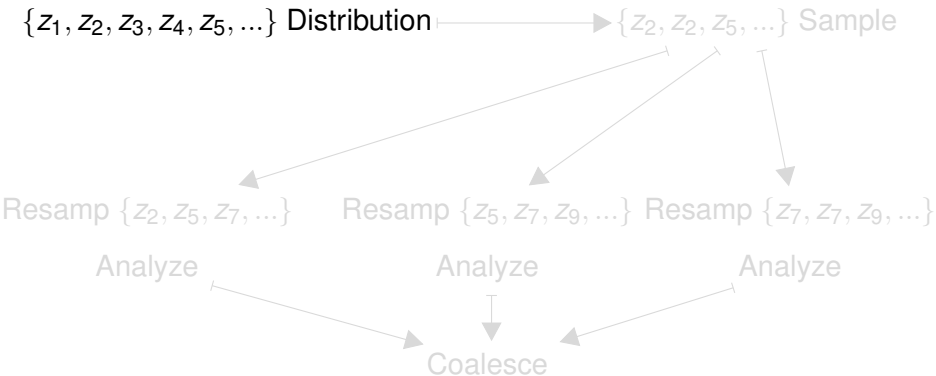 {z₁, z₂, z₃, z₄, z₅, ...} Distribution {z₂, z₂, z₅, ...} Sample
Resamp {z₂, z₅, z₇, ...} Resamp {z₅, z₇, z₉, ...} Resamp {z₇, z₇, z₉, ...}
Analyze Analyze Analyze
Coalesce